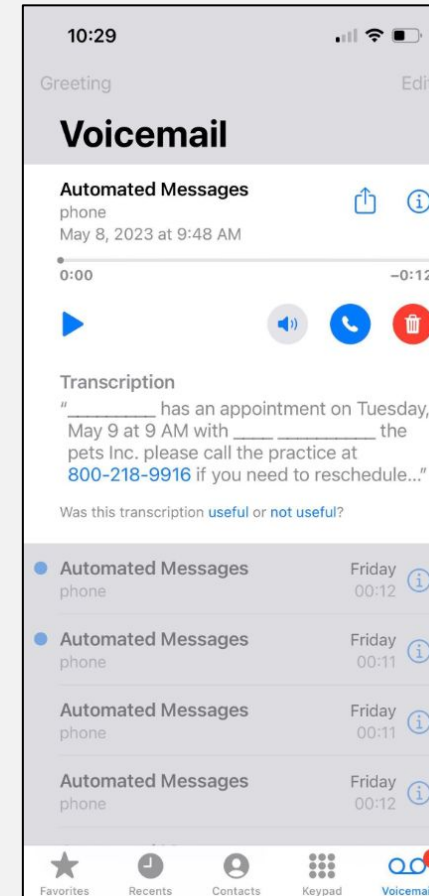 10:29
Greeting Edit
Voicemail
Automated Messages
phone
May 8, 2023 at 9:48 AM
0:00 -0:12
Transcription
"_________ has an appointment on Tuesday,
May 9 at 9 AM with ____ __________ the
pets Inc. please call the practice at
800-218-9916 if you need to reschedule..."
Was this transcription useful or not useful?
Automated Messages Friday
phone 00:12
Automated Messages Friday
phone 00:11
Automated Messages Friday
phone 00:11
Automated Messages Friday
phone 00:12
Favorites Recents Contacts Keypad Voicemail